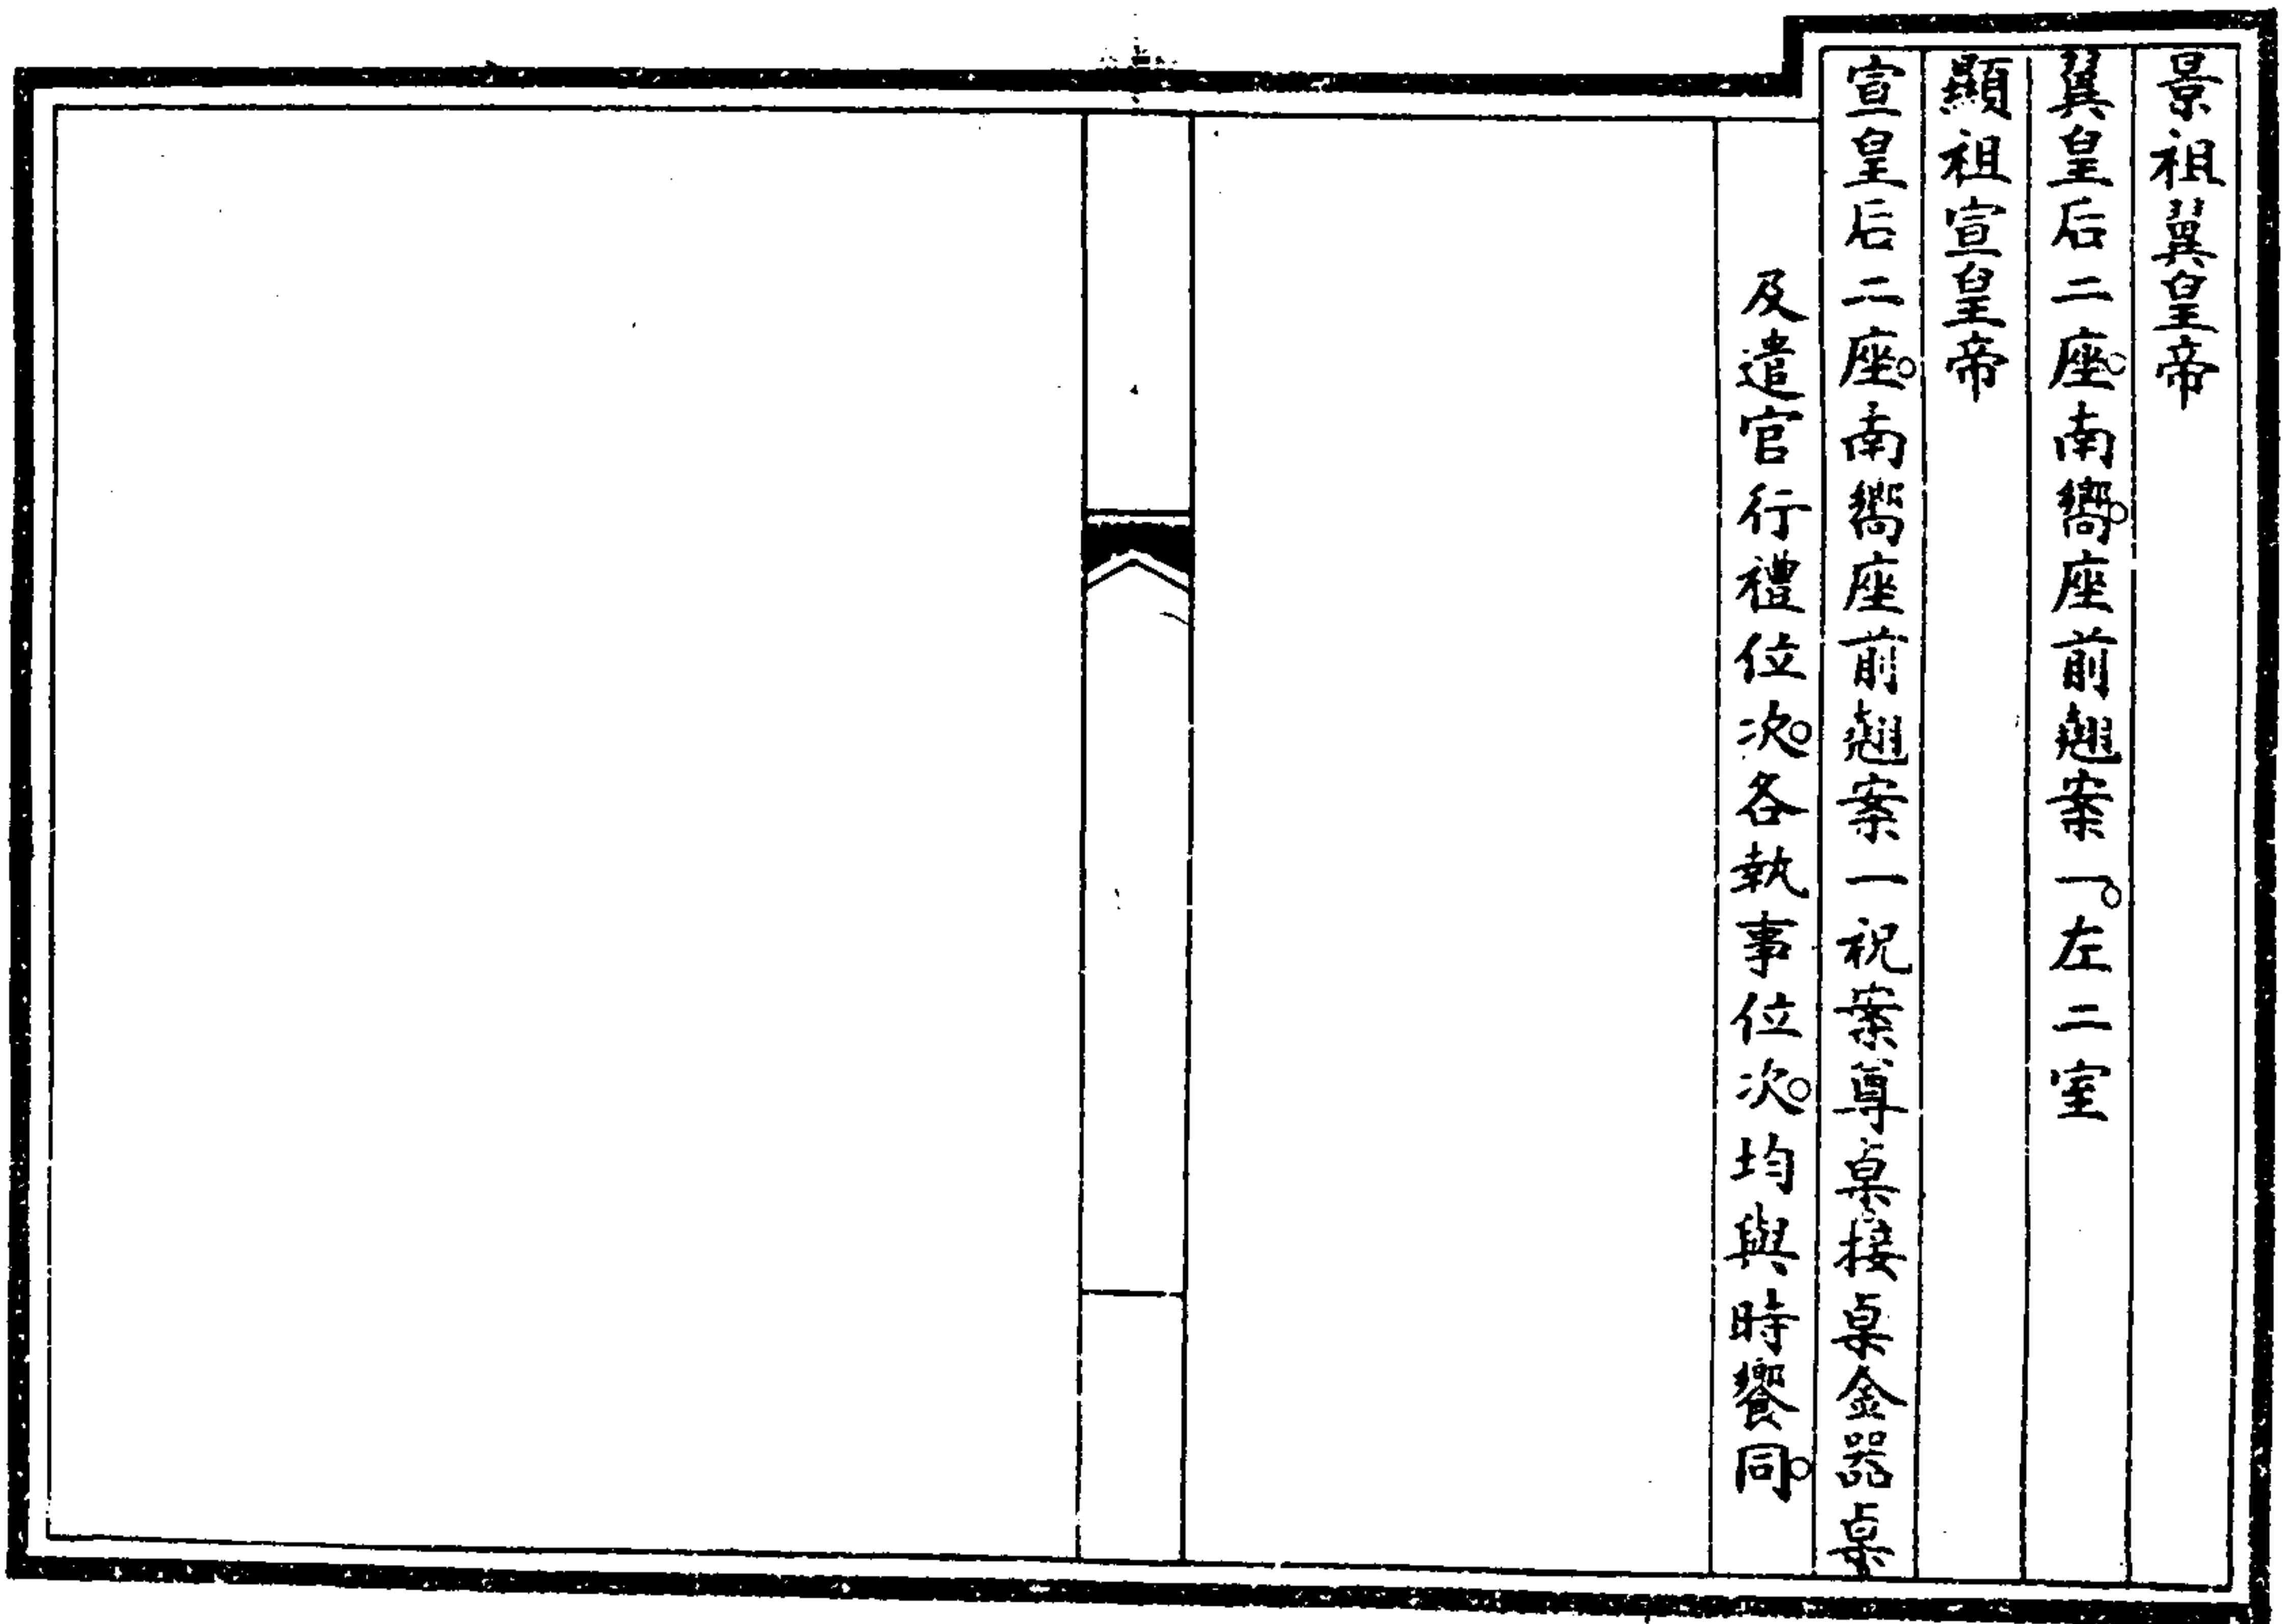 景祖翼皇帝
翼皇后二座。南嚮。座前翹案一。左二室
顯祖宣皇帝
宣皇后二座。南嚮座前翹案一祝案尊桌接桌金器桌
及遣官行禮位次。各執事位次。均與時饗同。